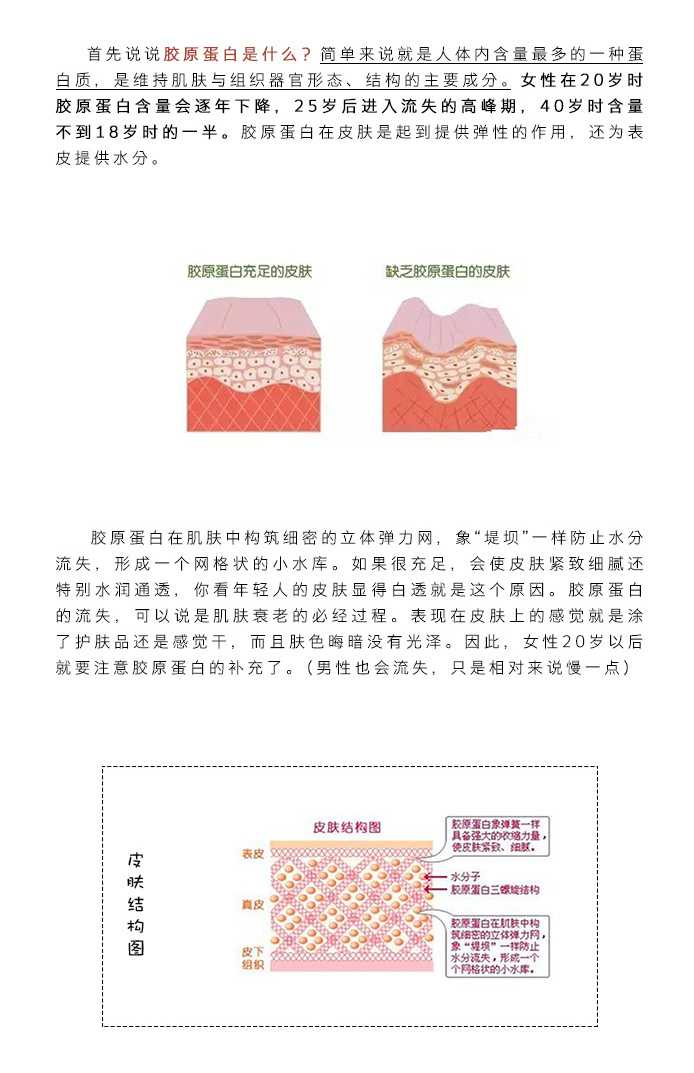 首先说说胶原蛋白是什么？简单来说就是人体内含量最多的一种蛋
白质，是维持肌肤与组织器官形态、结构的主要成分。女性在20岁时
胶原蛋白含量会逐年下降，25岁后进入流失的高峰期，40岁时含量
不到18岁时的一半。胶原蛋白在皮肤是起到提供弹性的作用，还为表
皮提供水分。
胶原蛋白充足的皮肤
缺乏胶原蛋白的皮肤
胶原蛋白在肌肤中构筑细密的立体弹力网，象“堤坝”一样防止水分
流失，形成一个网格状的小水库。如果很充足，会使皮肤紧致细腻还
特别水润通透，你看年轻人的皮肤显得白透就是这个原因。胶原蛋白
的流失，可以说是肌肤衰老的必经过程。表现在皮肤上的感觉就是涂
了护肤品还是感觉干，而且肤色晦暗没有光泽。因此，女性20岁以后
就要注意胶原蛋白的补充了。（男性也会流失，只是相对来说慢一点）
皮肤结构图
皮肤结构图
表皮
真皮
皮下
组织
胶原蛋白象弹簧一样
具备强大的收缩力量，
使皮肤紧致、细腻。
水分子
胶原蛋白三螺旋结构
胶原蛋白在肌肤中构
筑细密的立体弹力网，
象“堤坝”一样防止
水分流失，形成一个
个网格状的小水库。